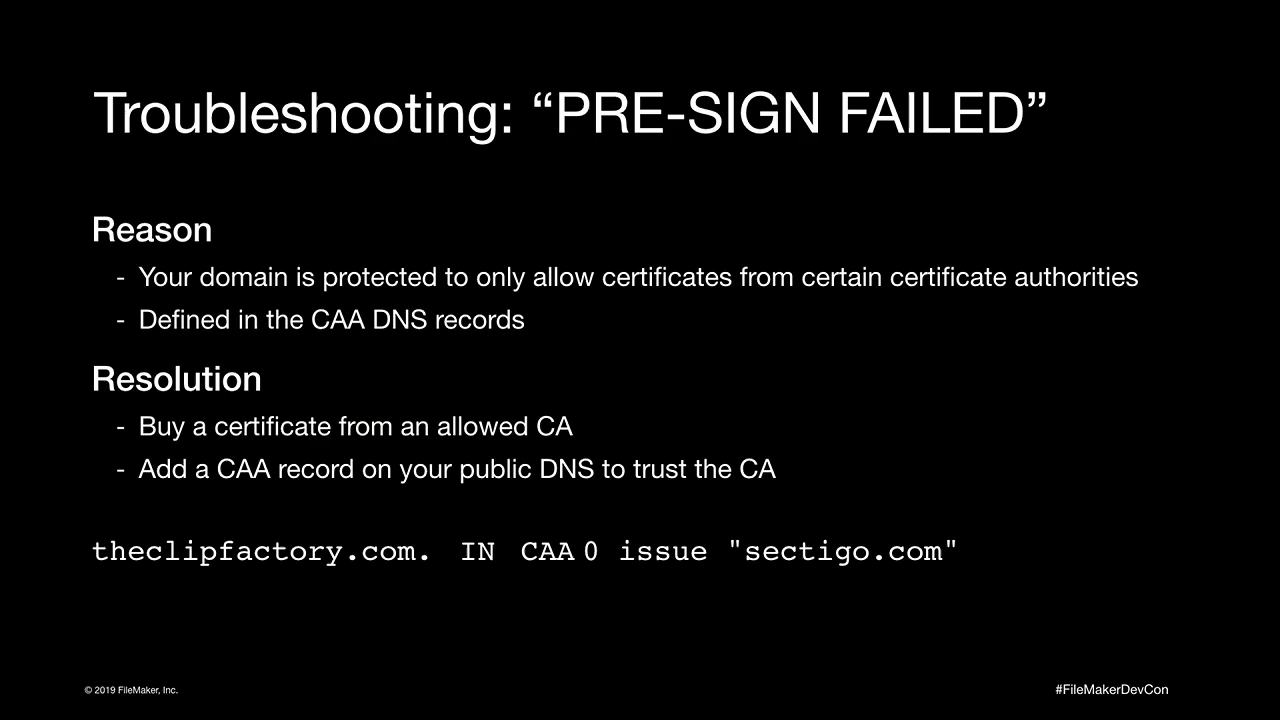 Troubleshooting: “PRE-SIGN FAILED”
Reason
- Your domain is protected to only allow certificates from certain certificate authorities
- Defined in the CAA DNS records
Resolution
- Buy a certificate from an allowed CA
- Add a CAA record on your public DNS to trust the CA
theclipfactory.com. IN CAA 0 issue "sectigo.com"
© 2019 FileMaker, Inc.
#FileMakerDevCon